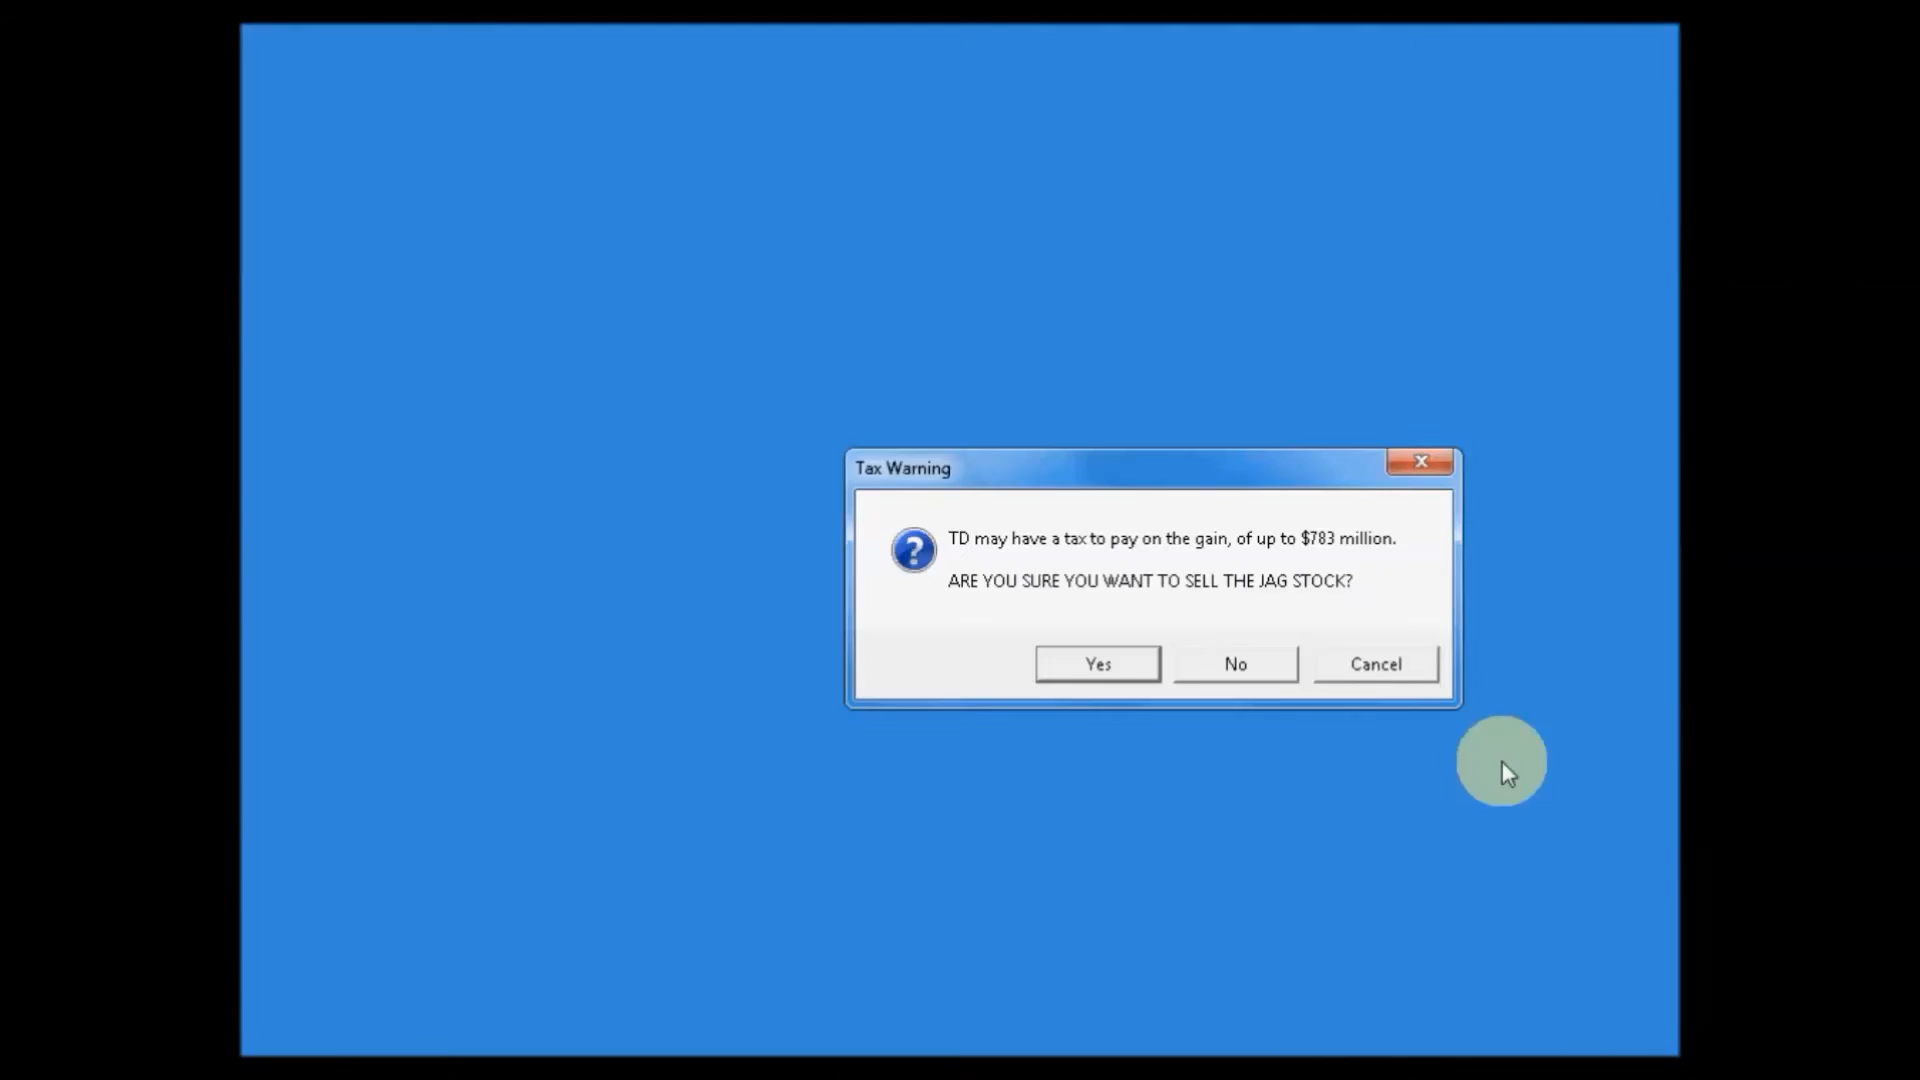 Tax Warning
X
TD may have a tax to pay on the gain, of up to $783 million.
ARE YOU SURE YOU WANT TO SELL THE JAG STOCK?
Yes No Cancel